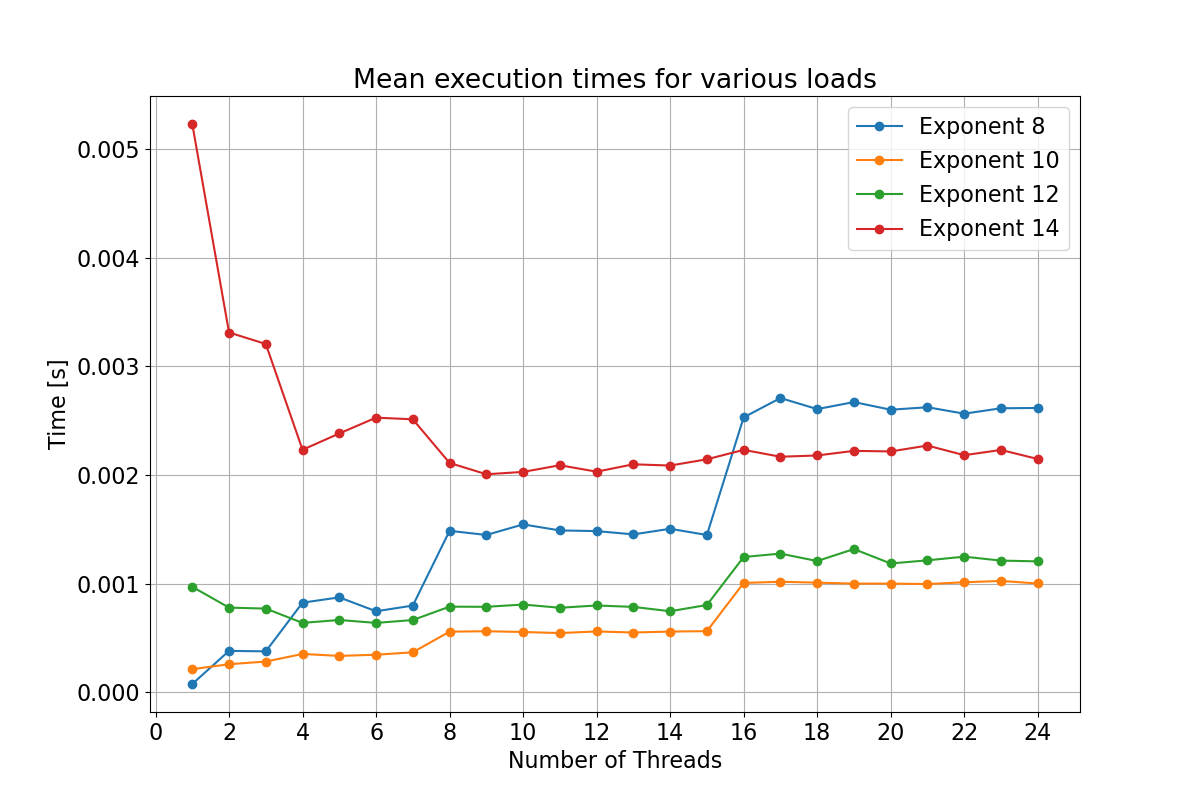 Mean execution times for various loads
Exponent 8
Exponent 10
Exponent 12
Exponent 14
Time [s]
0.005
0.004
0.003
0.002
0.001
0.000
0 2 4 6 8 10 12 14 16 18 20 22 24
Number of Threads